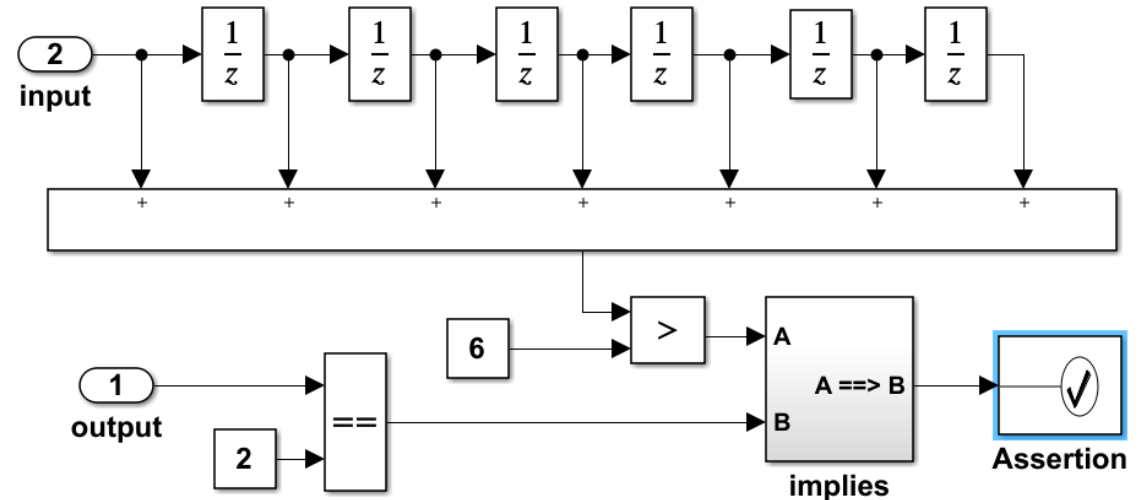 2
input
1
z
1
z
1
z
1
z
1
z
1
z
+ + + + + + +
>
6
A
A ==> B
B
implies
1
output
2
==
Assertion